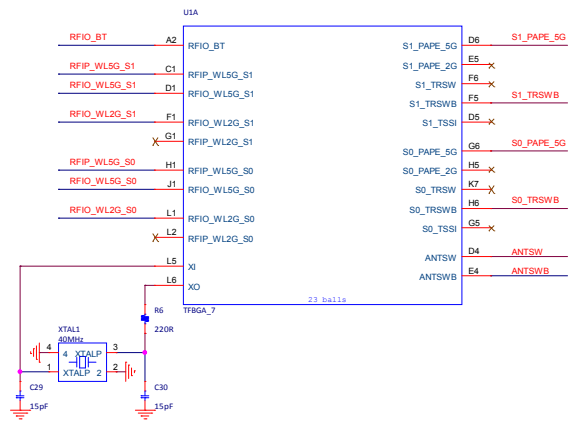 U1A
RFIO_BT A2 RFIO_BT S1_PAPE_5G D6 S1_PAPE_5G
S1_PAPE_2G E5
RFIP_WL5G_S1 C1 RFIP_WL5G_S1 S1_TRSW F6
RFIO_WL5G_S1 D1 RFIO_WL5G_S1 S1_TRSWB F5 S1_TRSWB
RFIO_WL2G_S1 F1 RFIO_WL2G_S1 S1_TSSI D5
G1 RFIP_WL2G_S1 S0_PAPE_5G G6 S0_PAPE_5G
RFIP_WL5G_S0 H1 RFIP_WL5G_S0 S0_PAPE_2G H5
RFIO_WL5G_S0 J1 RFIO_WL5G_S0 S0_TRSW K7
S0_TRSWB H6 S0_TRSWB
RFIO_WL2G_S0 L1 RFIO_WL2G_S0 S0_TSSI G5
L2 RFIP_WL2G_S0
ANTSW D4 ANTSW
L5 XI
ANTSWB E4 ANTSWB
L6 XO
23 balls
TFBGA_7
R6
220R
XTAL1
40MHz
4 4 XTALP 3
1 XTALP 2 2
C29 C30
15pF 15pF